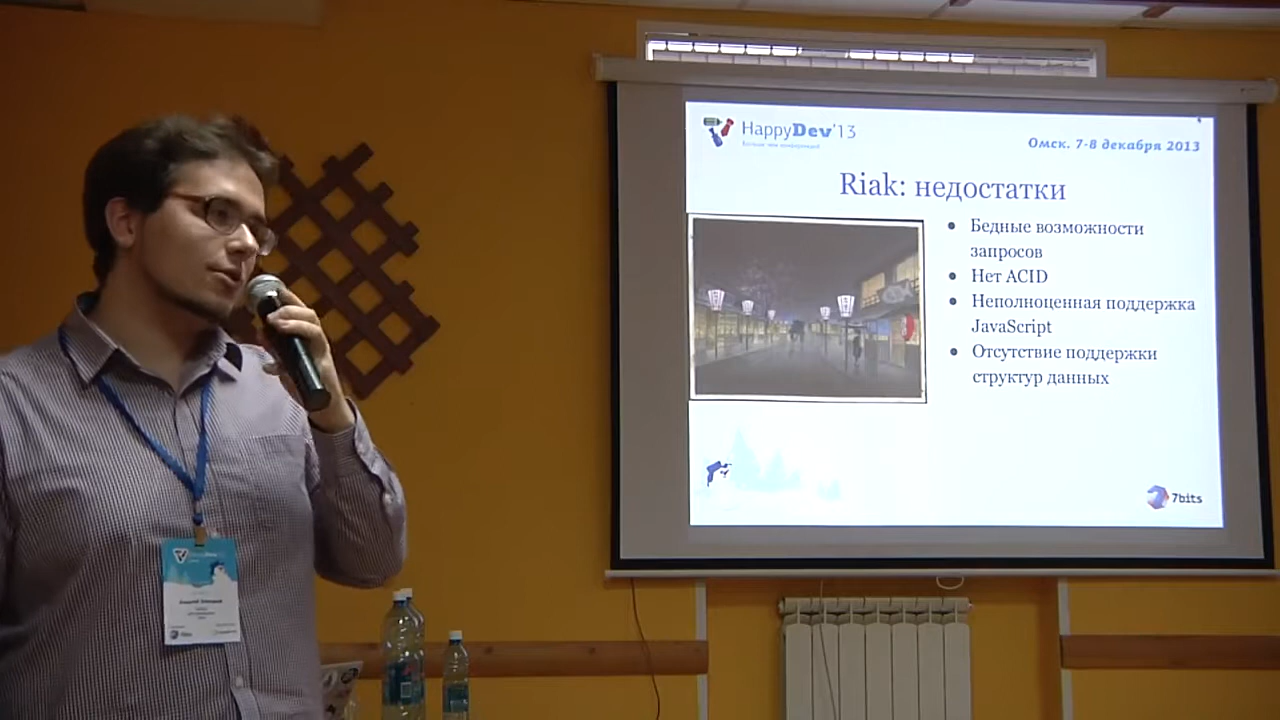 HappyDev'13
Омск. 7-8 декабря 2013
Riak: недостатки
Бедные возможности
запросов
Нет ACID
Неполноценная поддержка
JavaScript
Отсутствие поддержки
структур данных
7bits